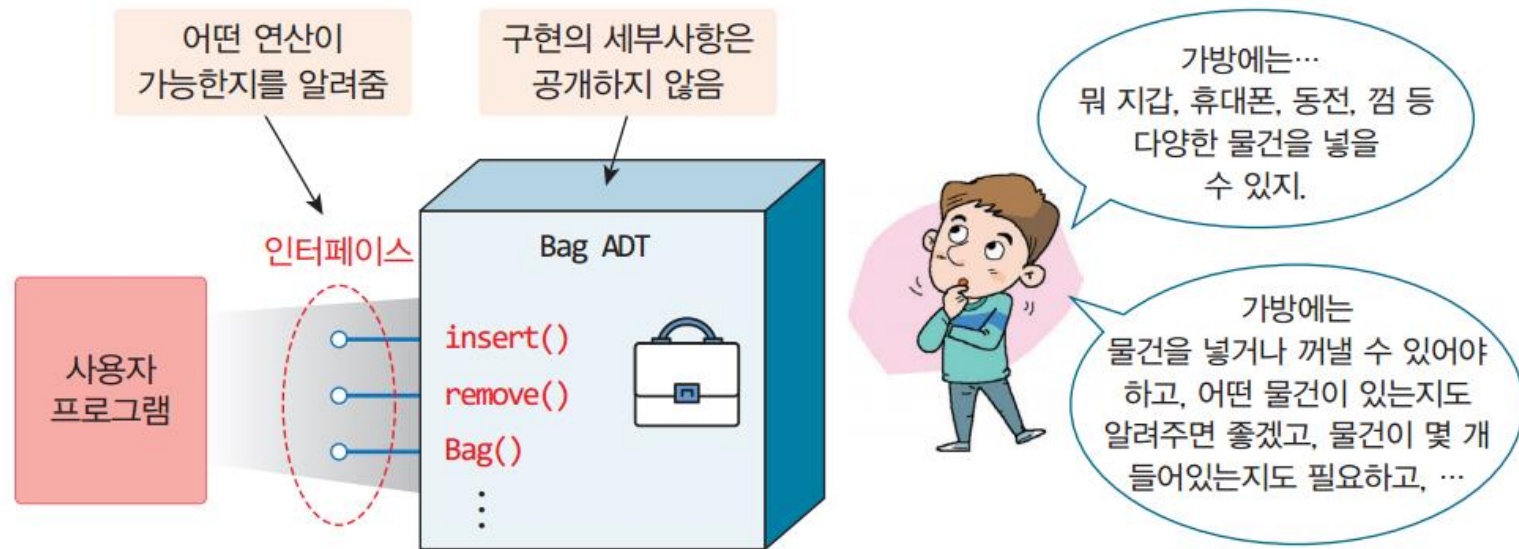 어떤 연산이
가능한지를 알려줌
구현의 세부사항은
공개하지 않음
가방에는…
뭐 지갑, 휴대폰, 동전, 껌 등
다양한 물건을 넣을
수 있지.
인터페이스
Bag ADT
사용자
프로그램
insert()
remove()
Bag()
⋮
가방에는
물건을 넣거나 꺼낼 수 있어야
하고, 어떤 물건이 있는지도
알려주면 좋겠고, 물건이 몇 개
들어있는지도 필요하고, …